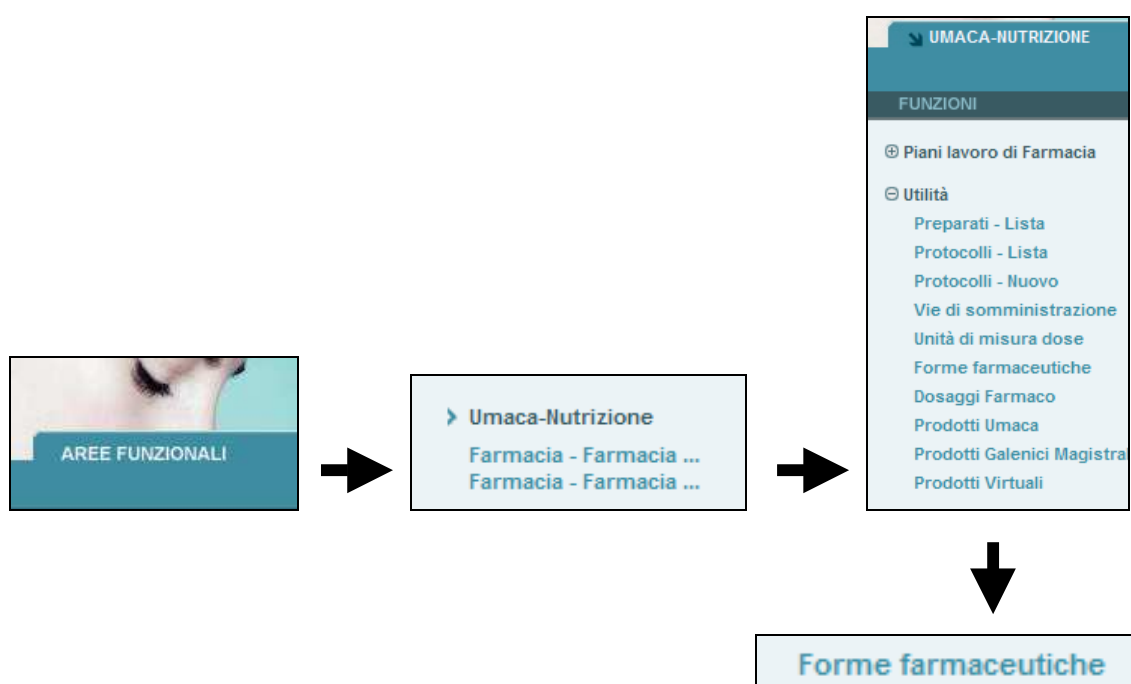 AREE FUNZIONALI
Umaca-Nutrizione
Farmacia - Farmacia ...
Farmacia - Farmacia ...
UMACA-NUTRIZIONE
FUNZIONI
Piani lavoro di Farmacia
Utilità
Preparati - Lista
Protocolli - Lista
Protocolli - Nuovo
Vie di somministrazione
Unità di misura dose
Forme farmaceutiche
Dosaggi Farmaco
Prodotti Umaca
Prodotti Galenici Magistral
Prodotti Virtuali
Forme farmaceutiche